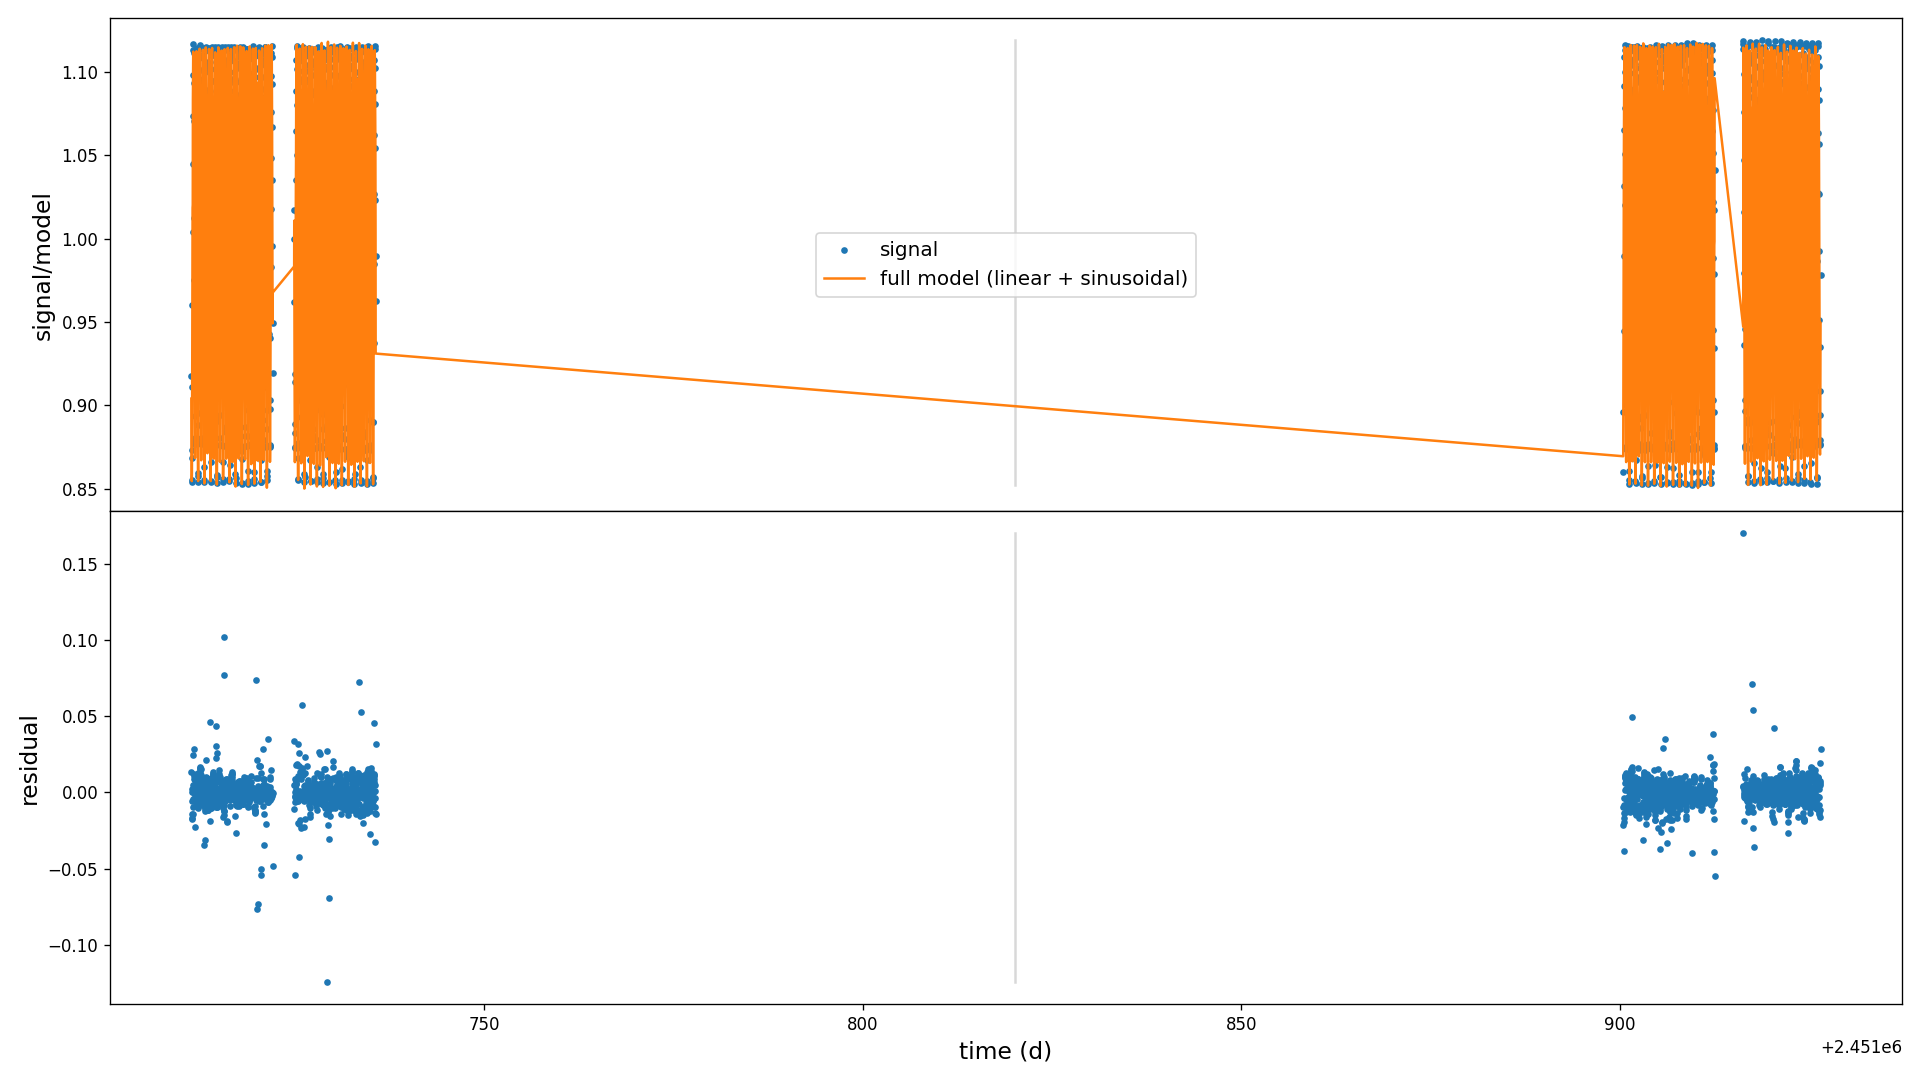 1.10
1.05
1.00
0.95
0.90
0.85
signal/model
signal
full model (linear + sinusoidal)
0.15
0.10
0.05
0.00
−0.05
−0.10
residual
750
800
850
900
time (d)
+2.451e6